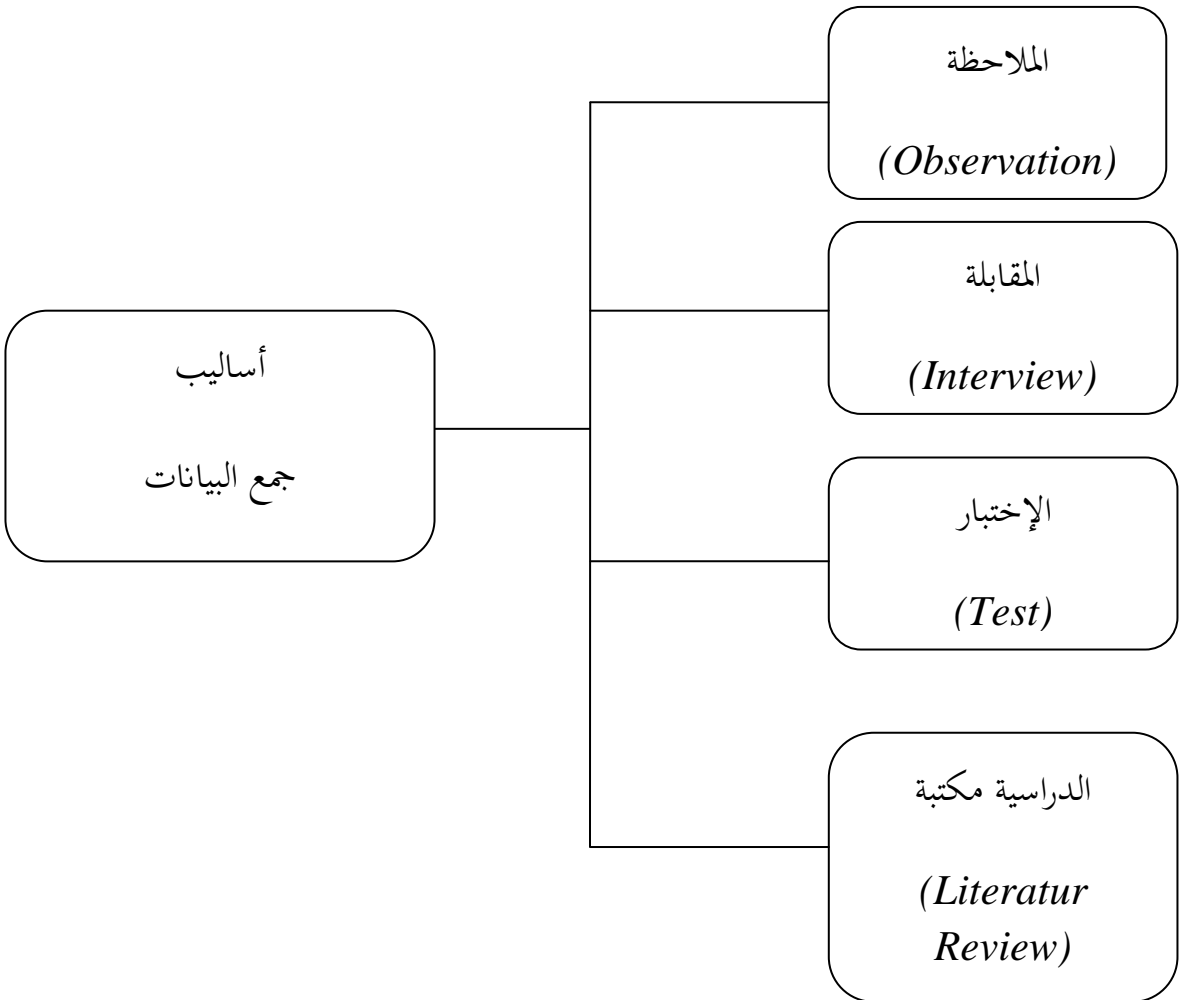 أساليب
جمع البيانات
الملاحظة
(Observation)
المقابلة
(Interview)
الإختبار
(Test)
الدراسية مكتبة
(Literatur
Review)